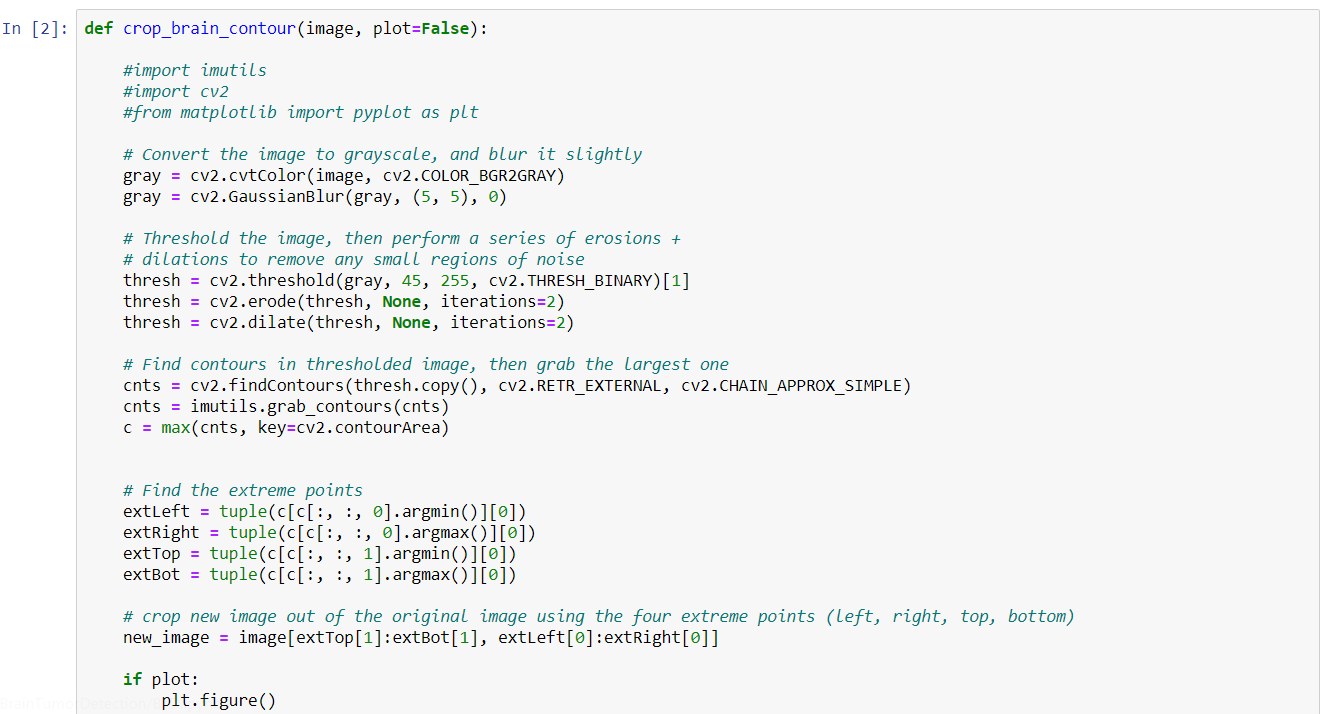 In [2]: def crop_brain_contour(image, plot=False):
#import imutils
#import cv2
#from matplotlib import pyplot as plt
# Convert the image to grayscale, and blur it slightly
gray = cv2.cvtColor(image, cv2.COLOR_BGR2GRAY)
gray = cv2.GaussianBlur(gray, (5, 5), 0)
# Threshold the image, then perform a series of erosions +
# dilations to remove any small regions of noise
thresh = cv2.threshold(gray, 45, 255, cv2.THRESH_BINARY)[1]
thresh = cv2.erode(thresh, None, iterations=2)
thresh = cv2.dilate(thresh, None, iterations=2)
# Find contours in thresholded image, then grab the largest one
cnts = cv2.findContours(thresh.copy(), cv2.RETR_EXTERNAL, cv2.CHAIN_APPROX_SIMPLE)
cnts = imutils.grab_contours(cnts)
c = max(cnts, key=cv2.contourArea)
# Find the extreme points
extLeft = tuple(c[c[:, :, 0].argmin()][0])
extRight = tuple(c[c[:, :, 0].argmax()][0])
extTop = tuple(c[c[:, :, 1].argmin()][0])
extBot = tuple(c[c[:, :, 1].argmax()][0])
# crop new image out of the original image using the four extreme points (left, right, top, bottom)
new_image = image[extTop[1]:extBot[1], extLeft[0]:extRight[0]]
if plot:
plt.figure()